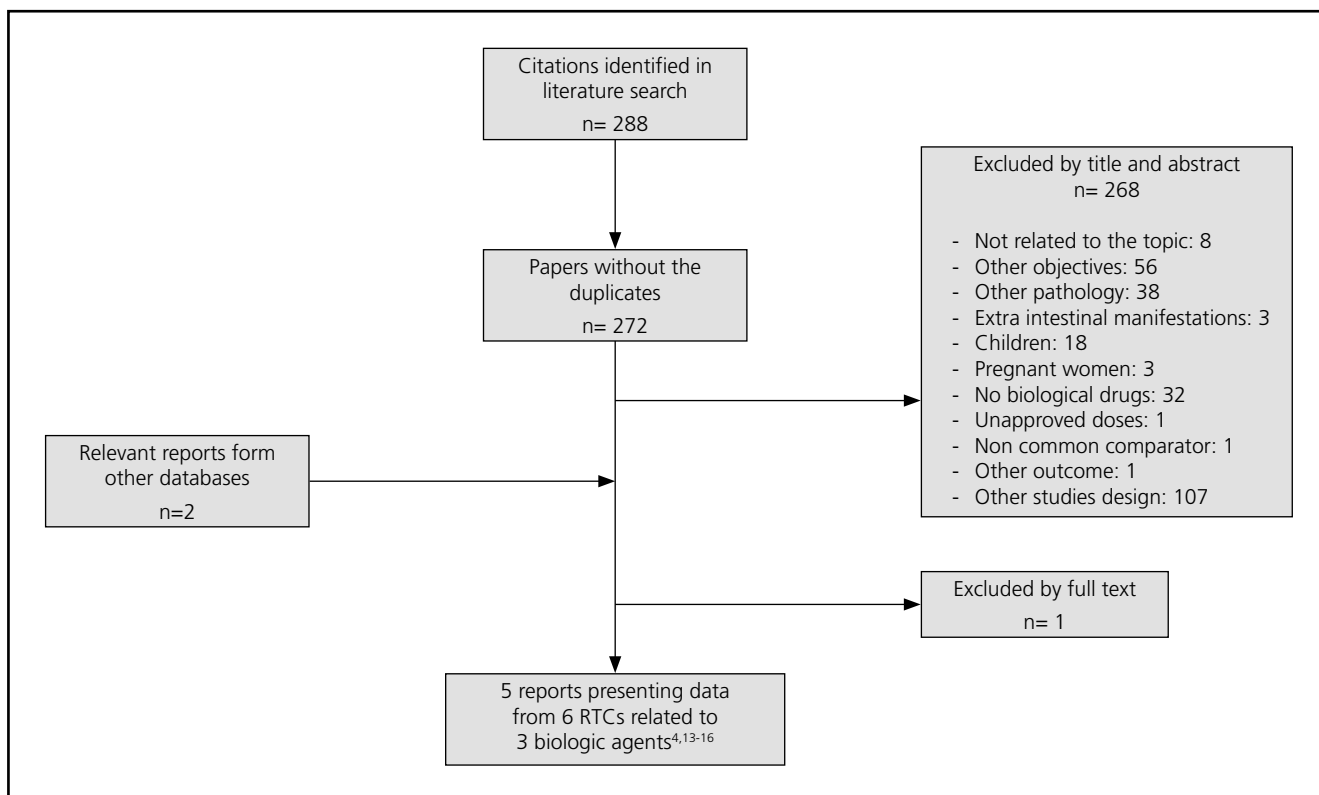 Citations identified in
literature search
n= 288
Excluded by title and abstract
n= 268
- Not related to the topic: 8
- Other objectives: 56
- Other pathology: 38
- Extra intestinal manifestations: 3
- Children: 18
- Pregnant women: 3
- No biological drugs: 32
- Unapproved doses: 1
- Non common comparator: 1
- Other outcome: 1
- Other studies design: 107
Papers without the
duplicates
n= 272
Relevant reports form
other databases
n=2
Excluded by full text
n= 1
5 reports presenting data
from 6 RTCs related to
3 biologic agents4,13-16